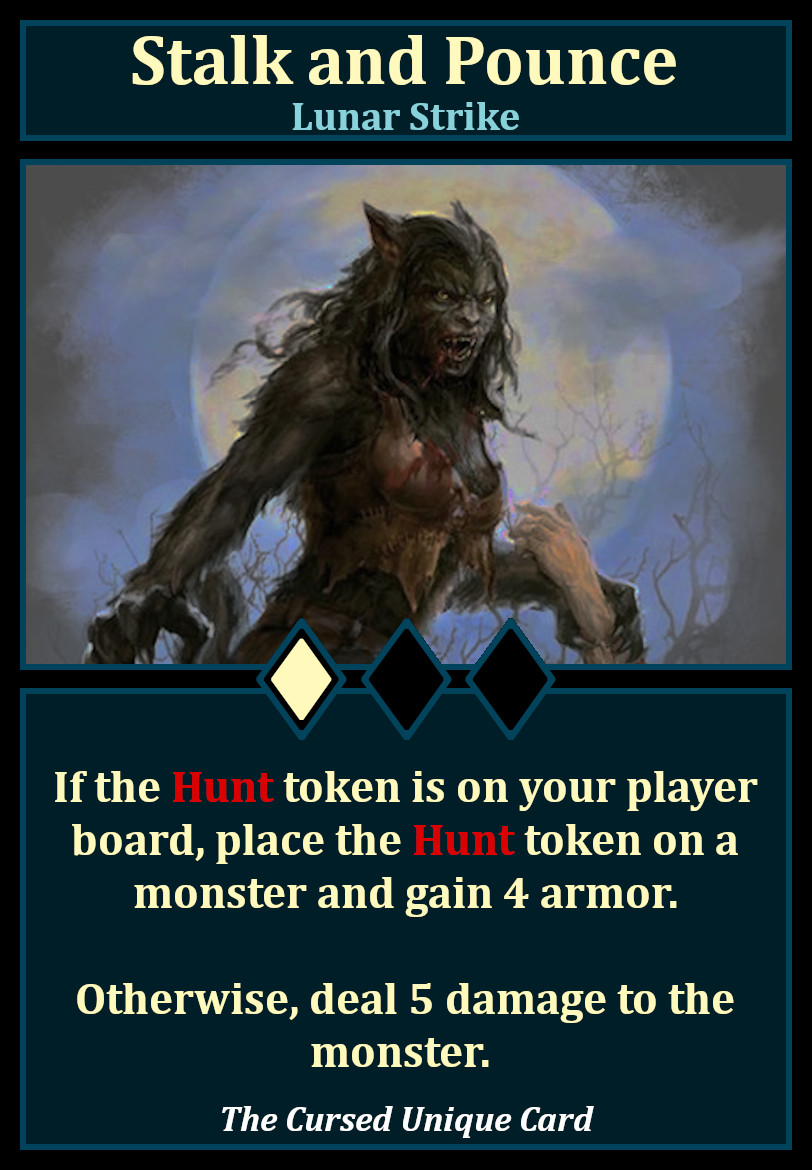 Stalk and Pounce
Lunar Strike
If the Hunt token is on your player
board, place the Hunt token on a
monster and gain 4 armor.
Otherwise, deal 5 damage to the
monster.
The Cursed Unique Card